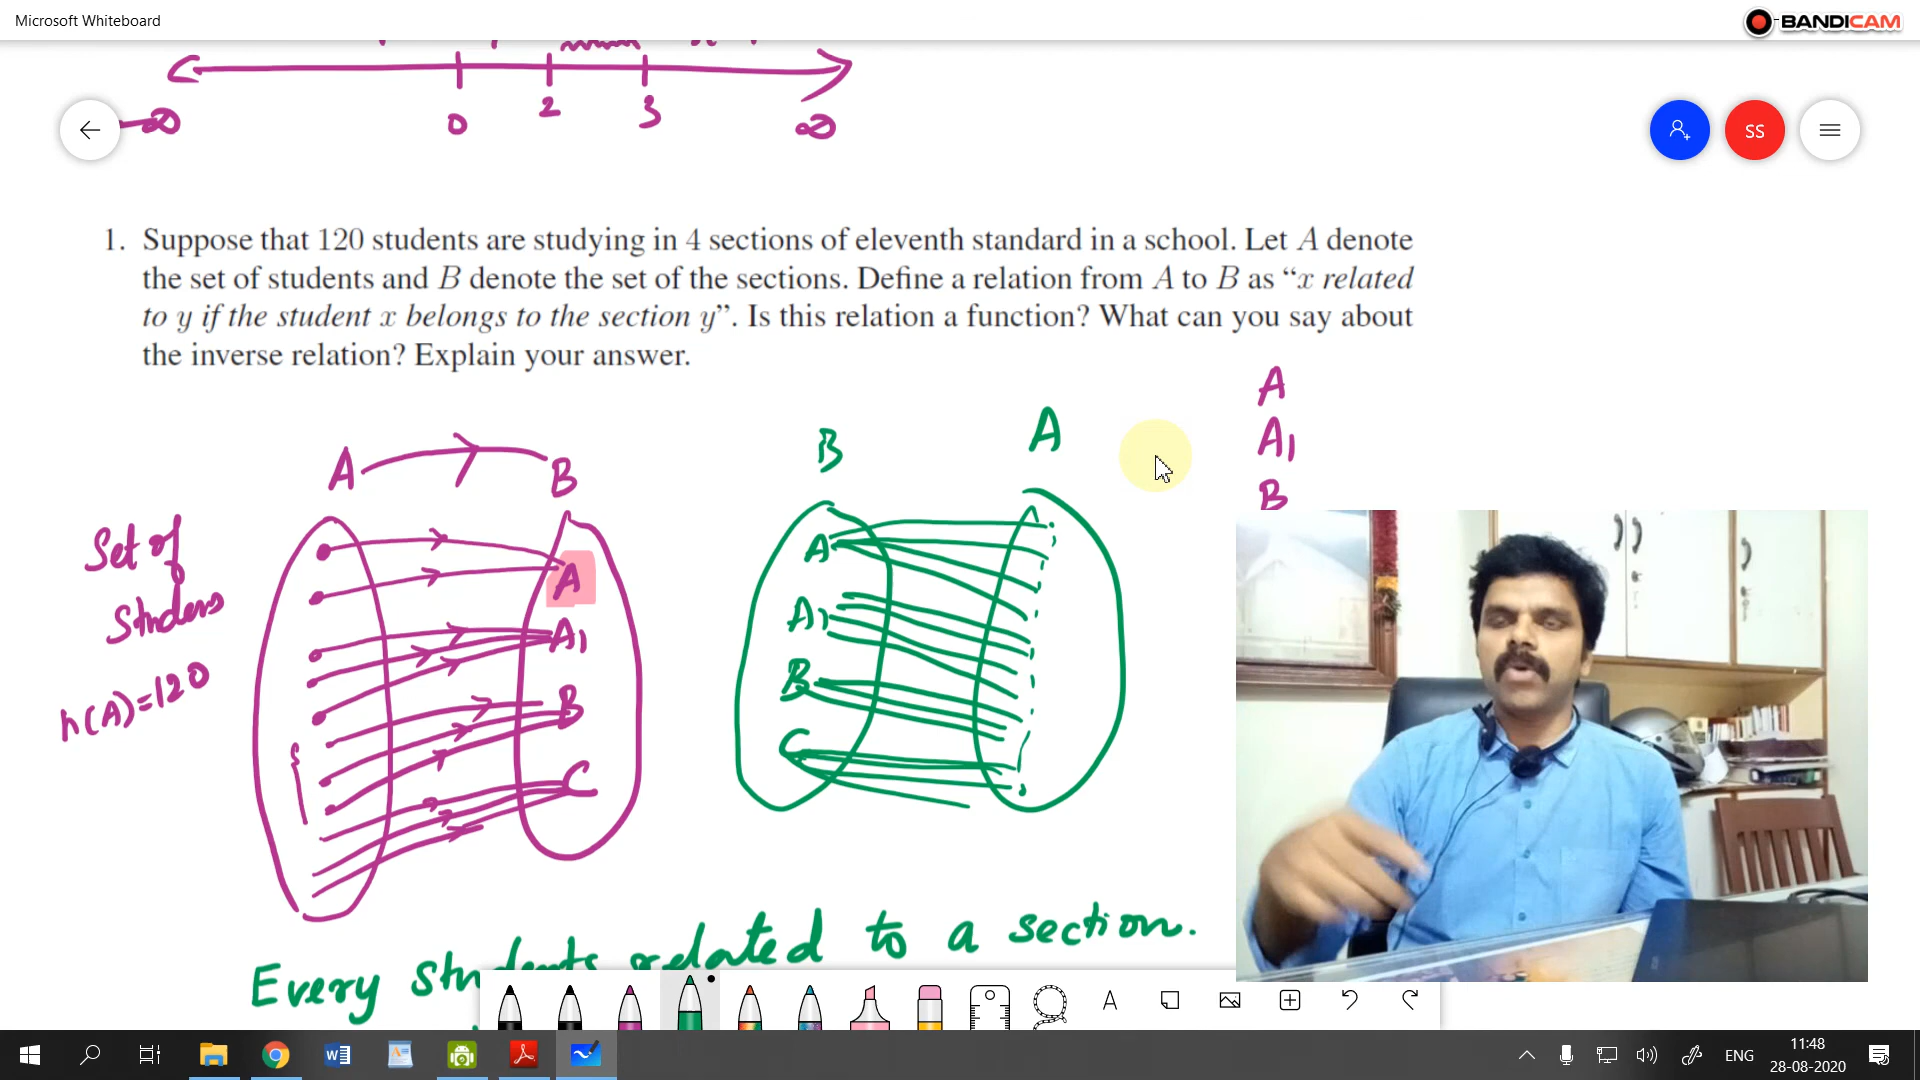 Microsoft Whiteboard
BANDICAM
0 2 3
-∞ ∞
SS
1. Suppose that 120 students are studying in 4 sections of eleventh standard in a school. Let A denote
the set of students and B denote the set of the sections. Define a relation from A to B as “x related
to y if the student x belongs to the section y”. Is this relation a function? What can you say about
the inverse relation? Explain your answer.
A
A1
B
A B
Set of
Studens
n(A)=120
A
A1
B
C
B A
A
A1
B
C
Every students related to a section.
ENG
11:48
28-08-2020